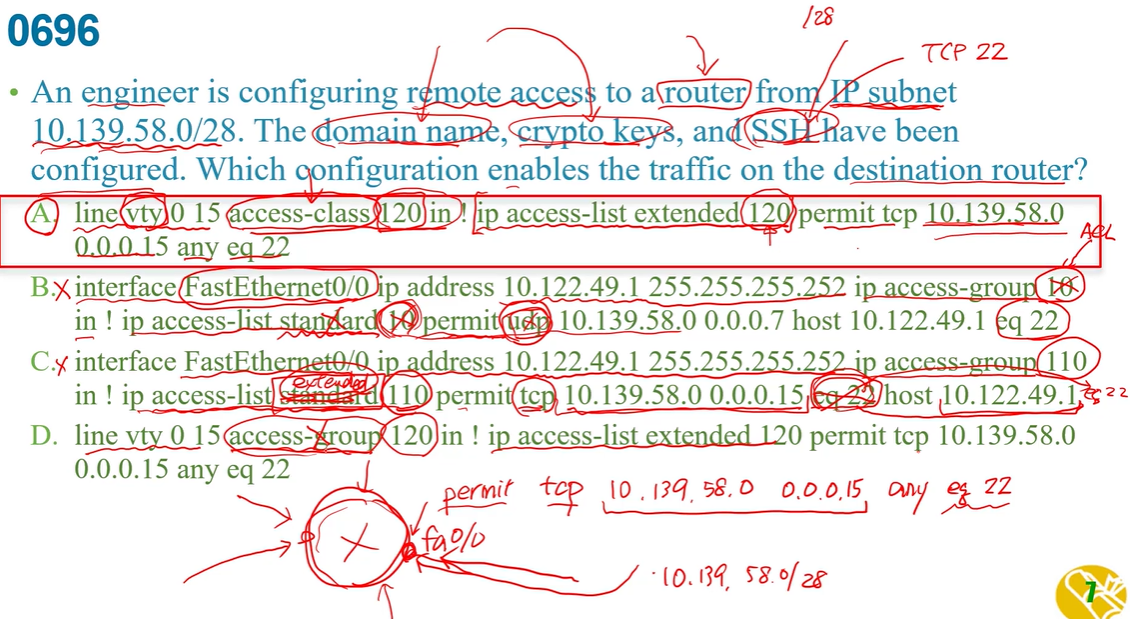 0696
/28
TCP 22
• An engineer is configuring remote access to a router from IP subnet
10.139.58.0/28. The domain name, crypto keys, and SSH have been
configured. Which configuration enables the traffic on the destination router?
A. line vty 0 15 access-class 120 in ! ip access-list extended 120 permit tcp 10.139.58.0
0.0.0.15 any eq 22
ACL
B. interface FastEthernet0/0 ip address 10.122.49.1 255.255.255.252 ip access-group 10
in ! ip access-list standard 10 permit udp 10.139.58.0 0.0.0.7 host 10.122.49.1 eq 22
C. interface FastEthernet0/0 ip address 10.122.49.1 255.255.255.252 ip access-group 110
extended
in ! ip access-list standard 110 permit tcp 10.139.58.0 0.0.0.15 eq 22 host 10.122.49.1 eq 22
D. line vty 0 15 access-group 120 in ! ip access-list extended 120 permit tcp 10.139.58.0
0.0.0.15 any eq 22
permit tcp 10.139.58.0 0.0.0.15 any eq 22
fa0/0
10.139.58.0/28
7